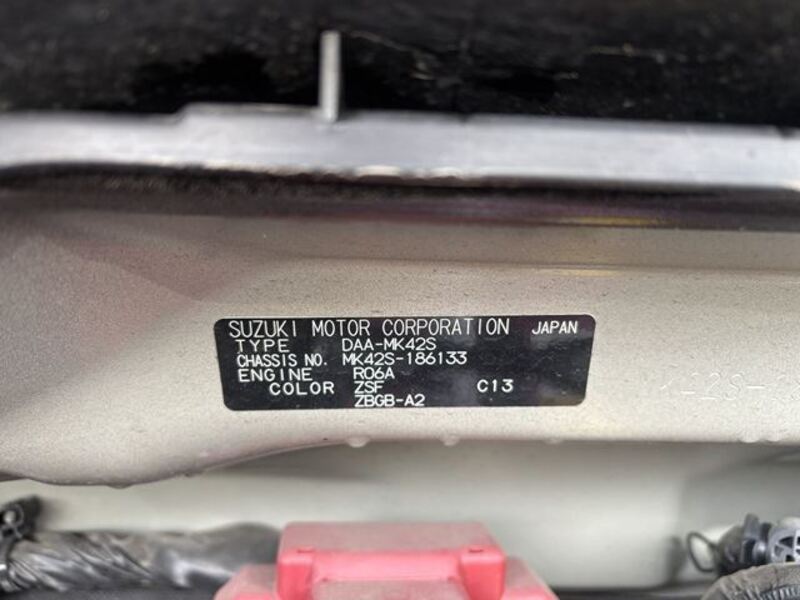 SUZUKI MOTOR CORPORATION JAPAN
TYPE DAA-MK42S
CHASSIS NO. MK42S-186133
ENGINE R06A
COLOR ZSF C13
ZBGB-A2